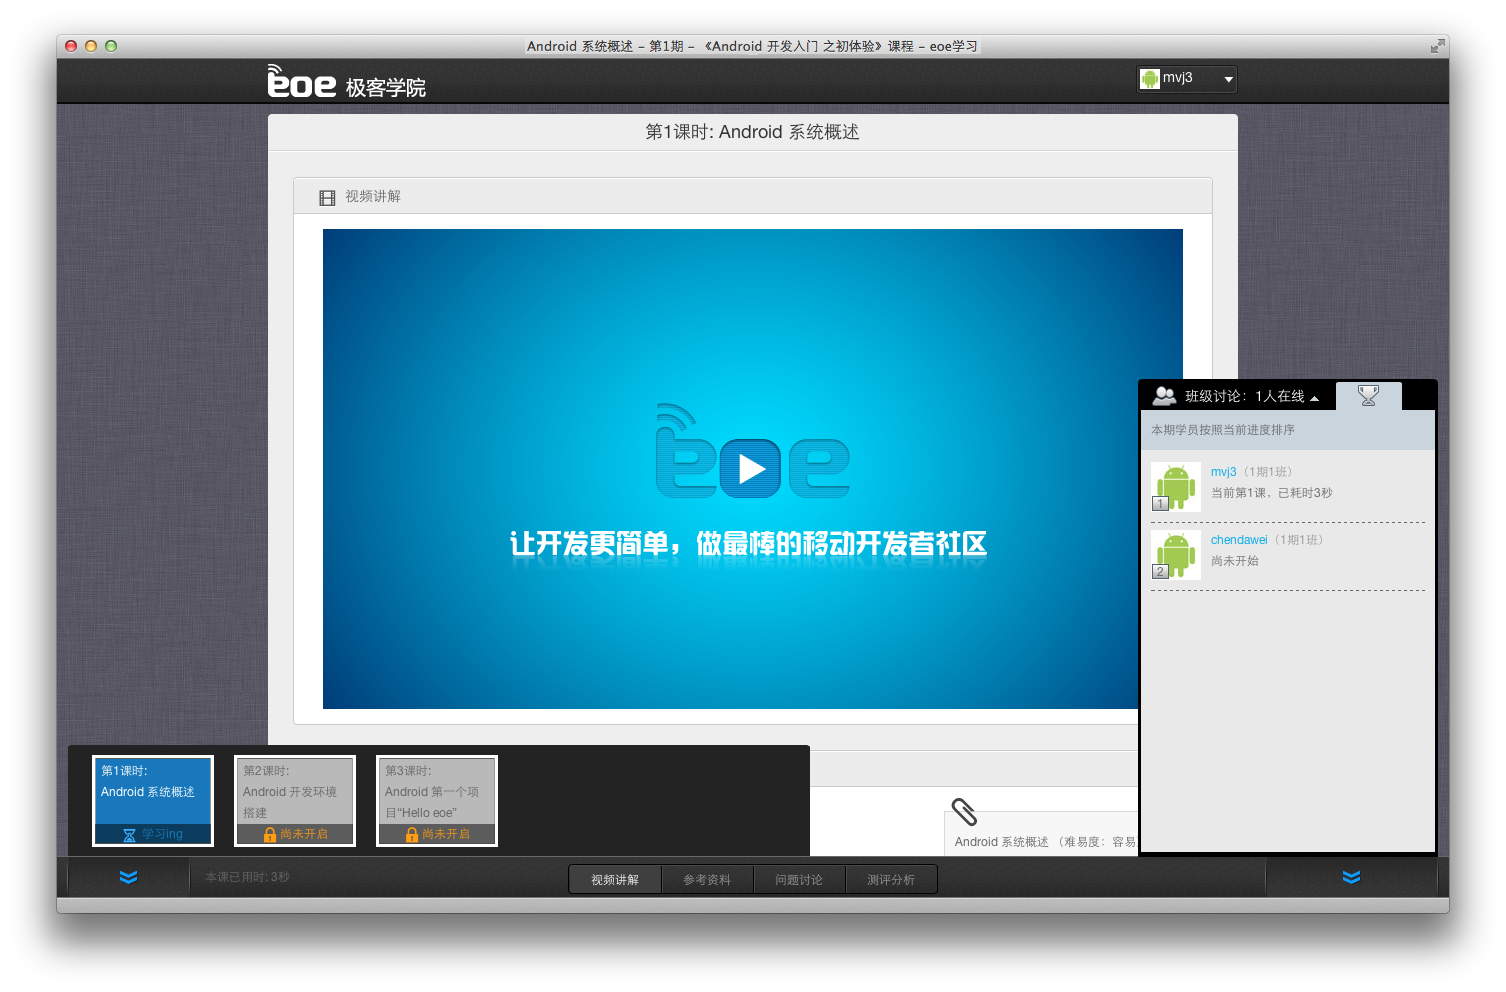 Android 系统概述 – 第1期 – 《Android 开发入门 之初体验》课程 – eoe学习
eoe 极客学院
mvj3
第1课时: Android 系统概述
视频讲解
eoe
让开发更简单，做最棒的移动开发者社区
班级讨论：1人在线
本期学员按照当前进度排序
mvj3（1期1班）
当前第1课，已耗时3秒
1
chendawei（1期1班）
尚未开始
2
第1课时:
Android 系统概述
学习ing
第2课时:
Android 开发环境
搭建
尚未开启
第3课时:
Android 第一个项
目“Hello eoe”
尚未开启
Android 系统概述 （难易度：容易
本课已用时: 3秒
视频讲解
参考资料
问题讨论
测评分析